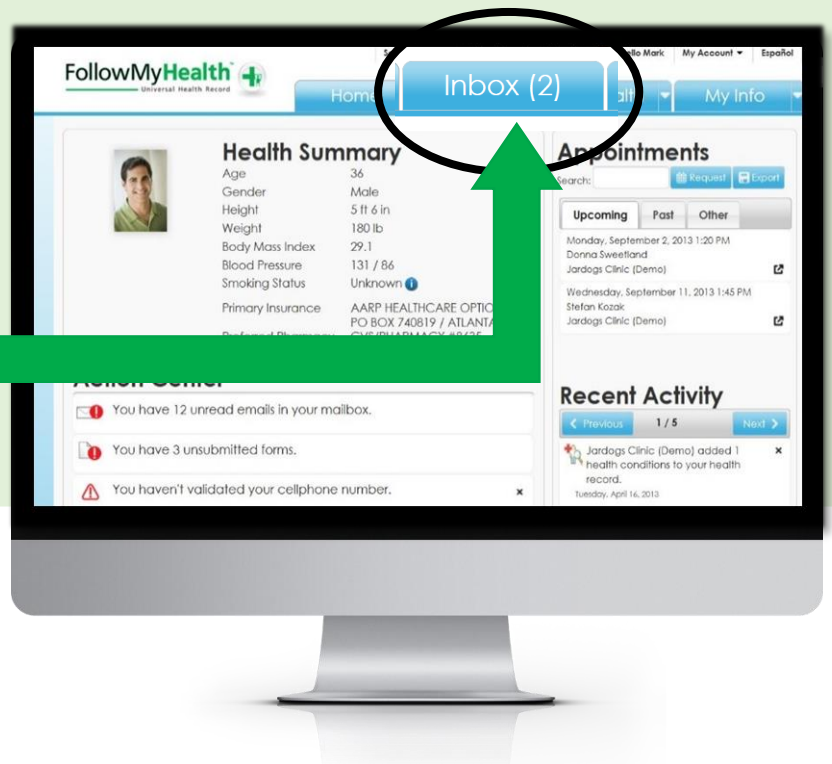 Hello Mark My Account Español
FollowMyHealth
Universal Health Record
Home Inbox (2) My Info
Health Summary
Age 36
Gender Male
Height 5 ft 6 in
Weight 180 lb
Body Mass Index 29.1
Blood Pressure 131 / 86
Smoking Status Unknown
Primary Insurance AARP HEALTHCARE OPTIO
PO BOX 740819 / ATLANTA
Appointments
Search: Request Export
Upcoming Past Other
Monday, September 2, 2013 1:20 PM
Donna Sweetland
Jardogs Clinic (Demo)
Wednesday, September 11, 2013 1:45 PM
Stefan Kozak
Jardogs Clinic (Demo)
Action Center
You have 12 unread emails in your mailbox.
You have 3 unsubmitted forms.
You haven't validated your cellphone number.
Recent Activity
Previous 1 / 5 Next
Jardogs Clinic (Demo) added 1
health conditions to your health
record.
Tuesday, April 16, 2013